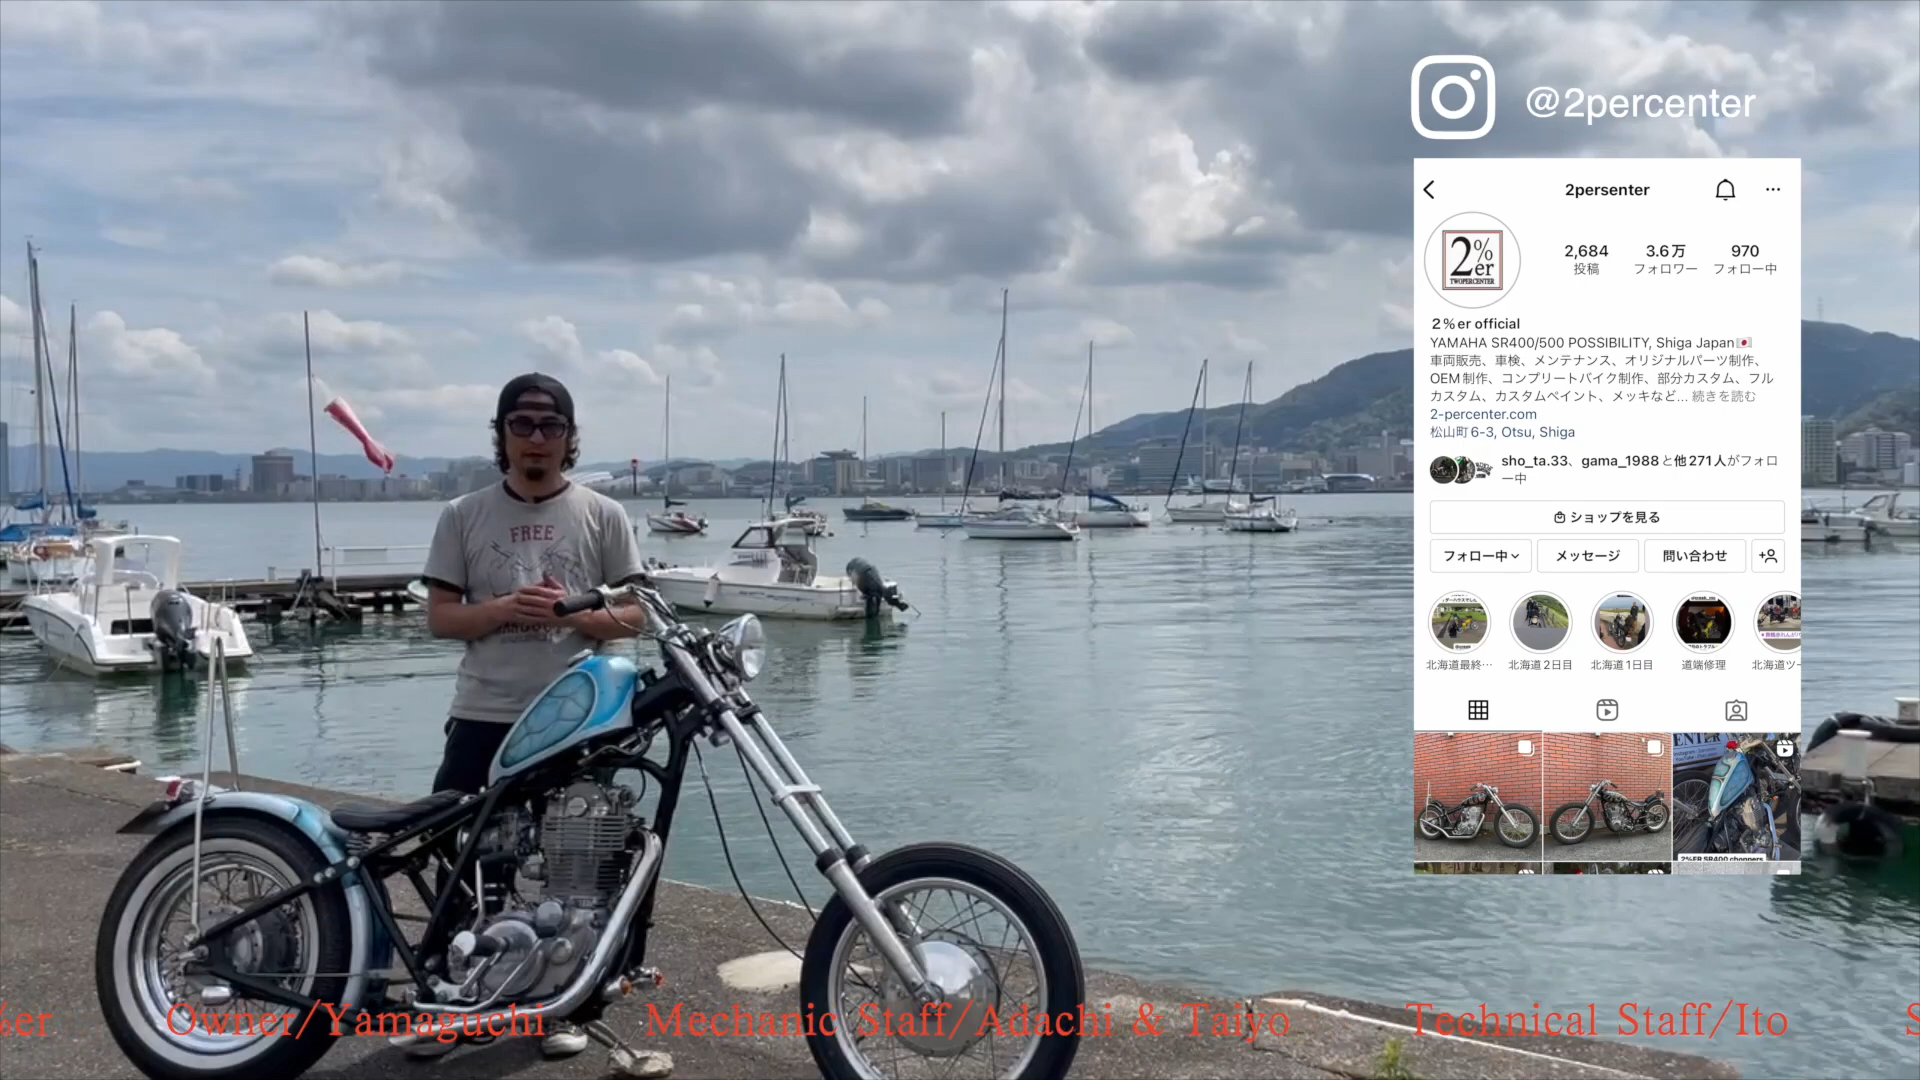 @2percenter
2persenter
2%
er
TWOPERCENTER
2,684
投稿
3.6万
フォロワー
970
フォロー中
2%er official
YAMAHA SR400/500 POSSIBILITY, Shiga Japan🇯🇵
車両販売、車検、メンテナンス、オリジナルパーツ制作、
OEM制作、コンプリートバイク制作、部分カスタム、フル
カスタム、カスタムペイント、メッキなど... 続きを読む
2-percenter.com
松山町6-3, Otsu, Shiga
sho_ta.33、gama_1988と他271人がフォロ
ー中
ショップを見る
フォロー中
メッセージ
問い合わせ
北海道最終…
北海道2日目
北海道1日目
道端修理
北海道ツー
2%ER SR400 choppers
FREE
%er
Owner/Yamaguchi
Mechanic Staff/Adachi & Taiyo
Technical Staff/Ito
S